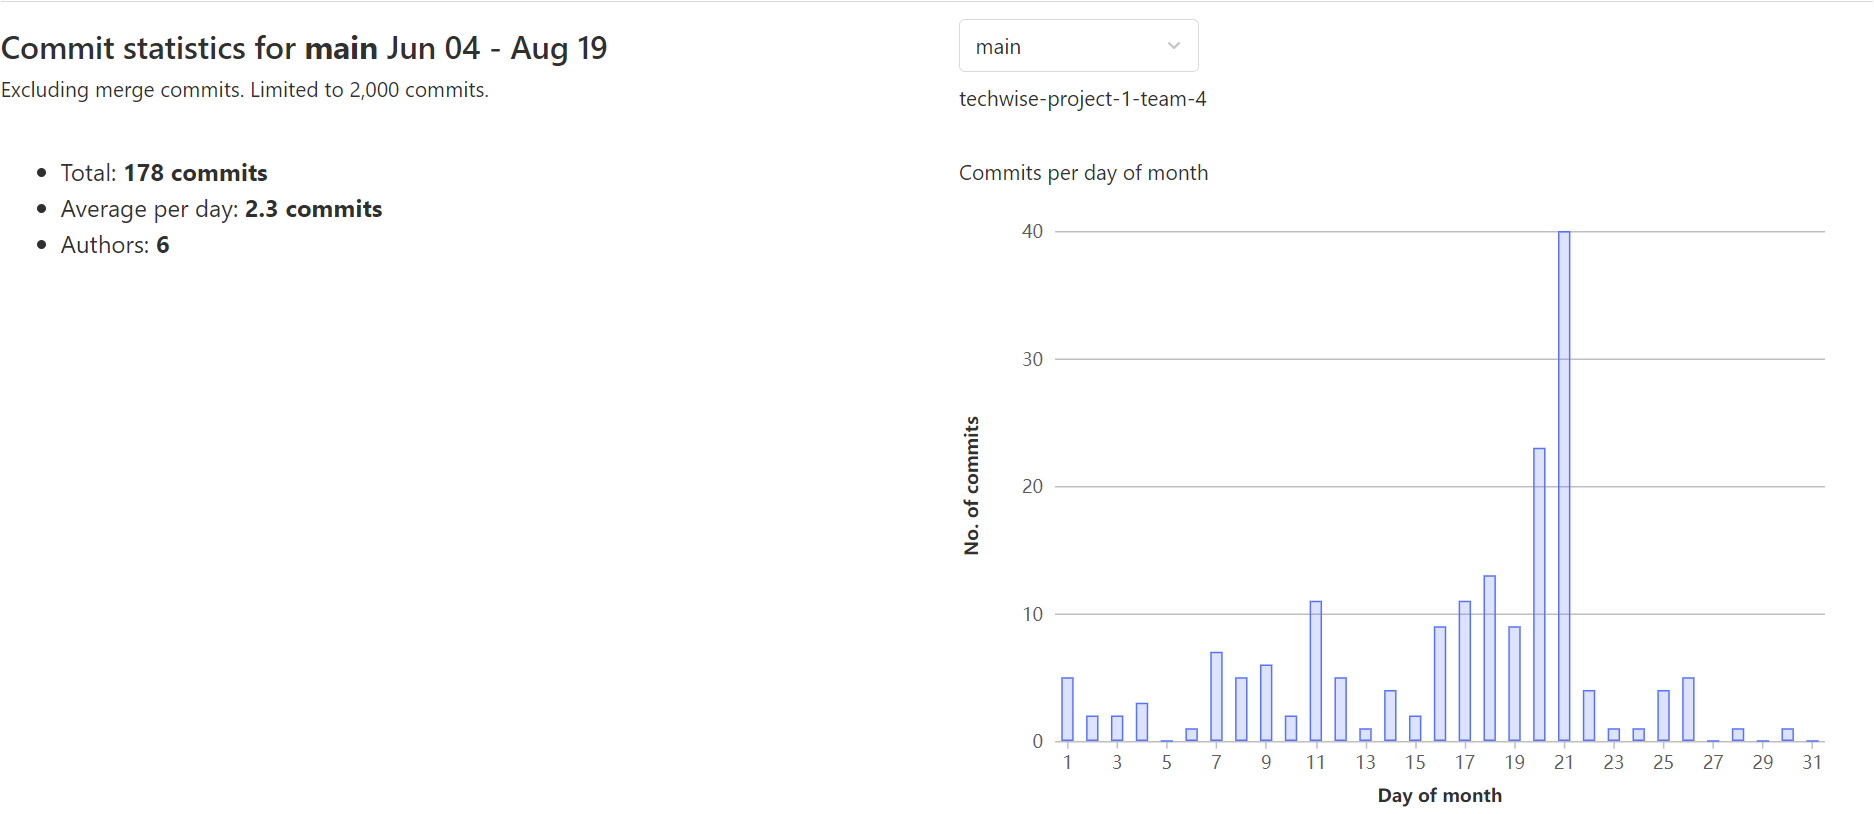 Commit statistics for main Jun 04 - Aug 19
Excluding merge commits. Limited to 2,000 commits.
Total: 178 commits
Average per day: 2.3 commits
Authors: 6
main
techwise-project-1-team-4
Commits per day of month
40
30
20
10
0
No. of commits
1 3 5 7 9 11 13 15 17 19 21 23 25 27 29 31
Day of month